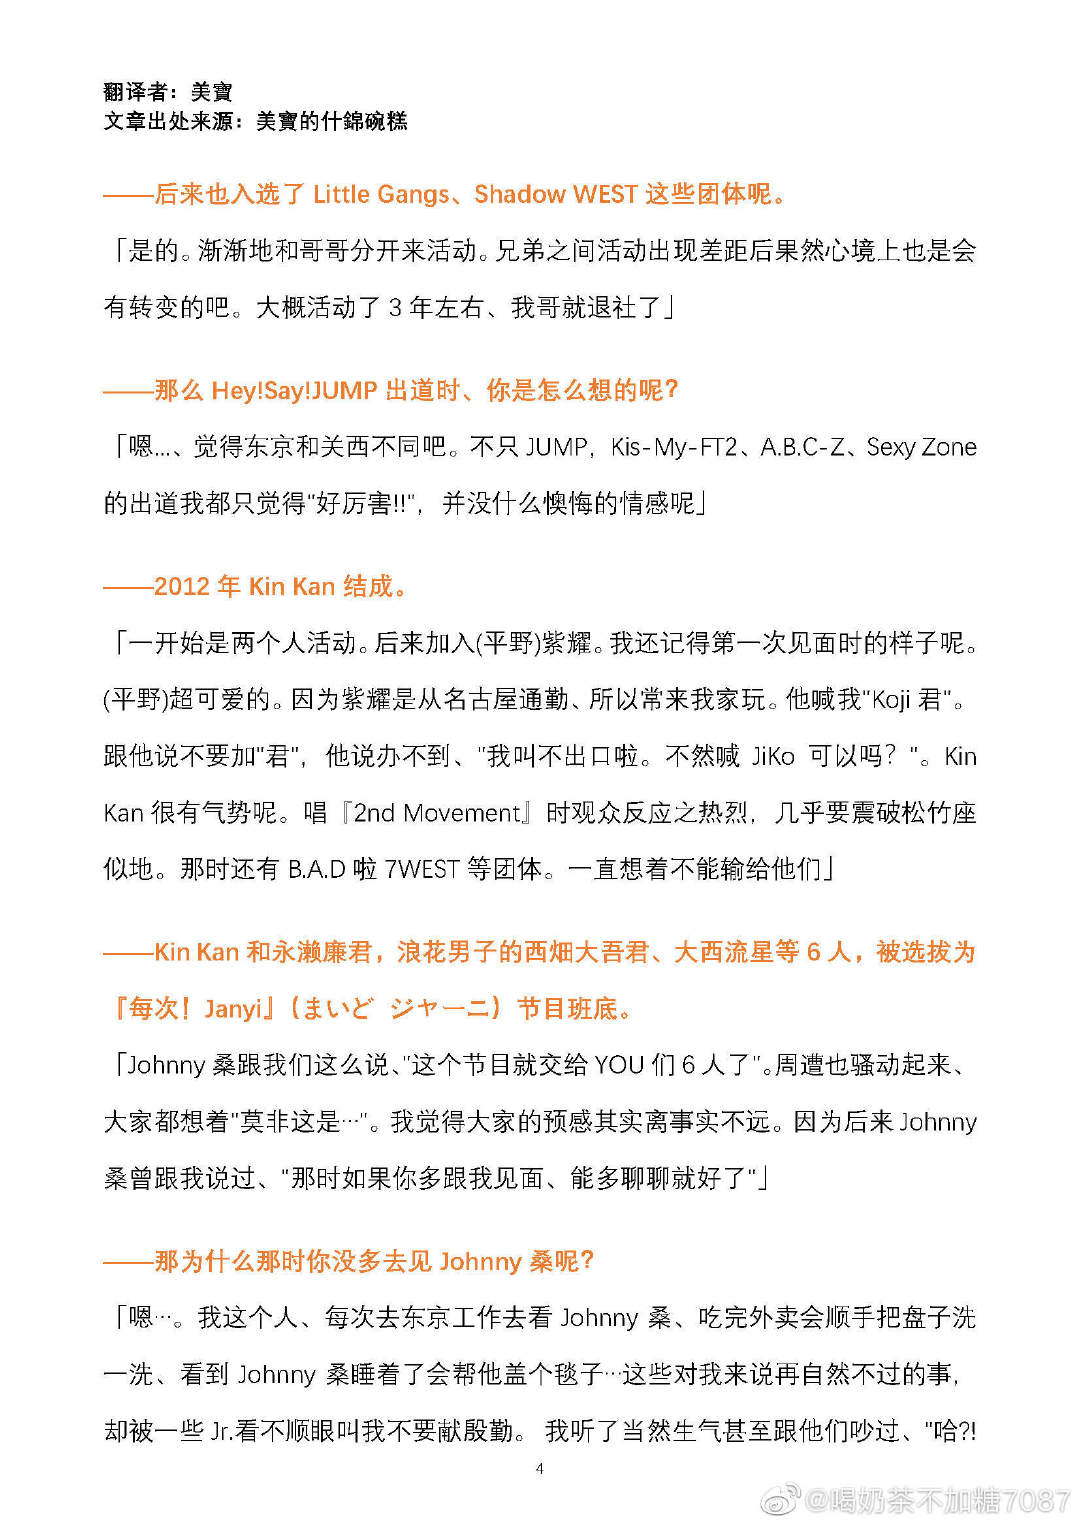 翻译者：美寶
文章出处来源：美寶的什錦碗糕
——后来也入选了 Little Gangs、Shadow WEST 这些团体呢。
「是的。渐渐地和哥哥分开来活动。兄弟之间活动出现差距后果然心境上也是会
有转变的吧。大概活动了 3 年左右、我哥就退社了」
——那么 Hey!Say!JUMP 出道时、你是怎么想的呢？
「嗯...、觉得东京和关西不同吧。不只 JUMP，Kis-My-FT2、A.B.C-Z、Sexy Zone
的出道我都只觉得"好厉害!!"，并没什么懊悔的情感呢」
——2012 年 Kin Kan 结成。
「一开始是两个人活动。后来加入(平野)紫耀。我还记得第一次见面时的样子呢。
(平野)超可爱的。因为紫耀是从名古屋通勤、所以常来我家玩。他喊我"Koji 君"。
跟他说不要加"君"，他说办不到、"我叫不出口啦。不然喊 JiKo 可以吗？"。Kin
Kan 很有气势呢。唱『2nd Movement』时观众反应之热烈，几乎要震破松竹座
似地。那时还有 B.A.D 啦 7WEST 等团体。一直想着不能输给他们」
——Kin Kan 和永濑廉君，浪花男子的西畑大吾君、大西流星等 6 人，被选拔为
『每次！Janyi』（まいど ジャーニ）节目班底。
「Johnny 桑跟我们这么说、"这个节目就交给 YOU 们 6 人了"。周遭也骚动起来、
大家都想着"莫非这是…"。我觉得大家的预感其实离事实不远。因为后来 Johnny
桑曾跟我说过、"那时如果你多跟我见面、能多聊聊就好了"」
——那为什么那时你没多去见 Johnny 桑呢？
「嗯…。我这个人、每次去东京工作去看 Johnny 桑、吃完外卖会顺手把盘子洗
一洗、看到 Johnny 桑睡着了会帮他盖个毯子…这些对我来说再自然不过的事，
却被一些 Jr.看不顺眼叫我不要献殷勤。 我听了当然生气甚至跟他们吵过、"哈?!
4
@喝奶茶不加糖7087